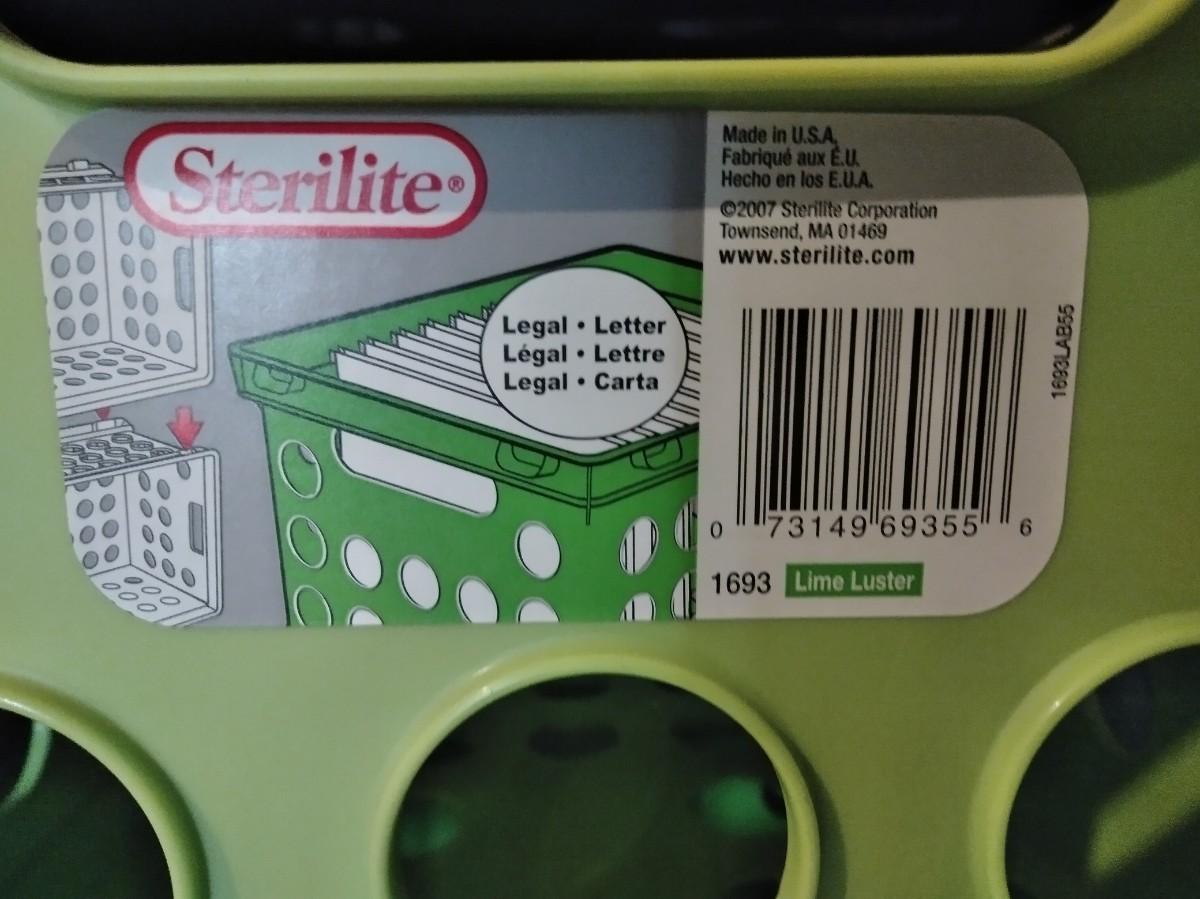 Sterilite®
Legal • Letter
Légal • Lettre
Legal • Carta
Made in U.S.A.
Fabriqué aux É.U.
Hecho en los E.U.A.
©2007 Sterilite Corporation
Townsend, MA 01469
www.sterilite.com
1693LAB55
0 73149 69355 6
1693 Lime Luster